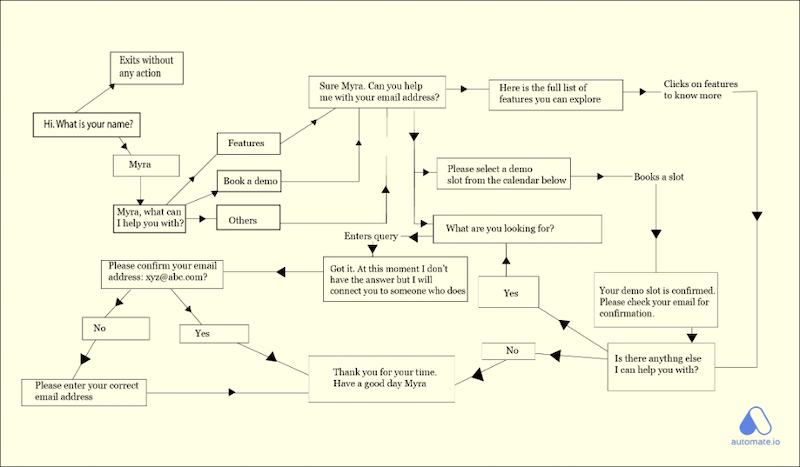 Exits without
any action
Hi. What is your name?
Myra
Myra, what can
I help you with?
Features
Book a demo
Others
Sure Myra. Can you help
me with your email address?
Here is the full list of
features you can explore
Clicks on features
to know more
Please select a demo
slot from the calendar below
Books a slot
Enters query
What are you looking for?
Please confirm your email
address: xyz@abc.com?
Got it. At this moment I don't
have the answer but I will
connect you to someone who does
Yes
Your demo slot is confirmed.
Please check your email for
confirmation.
No
Yes
No
Is there anythng else
I can help you with?
Thank you for your time.
Have a good day Myra
Please enter your correct
email address
automate.io